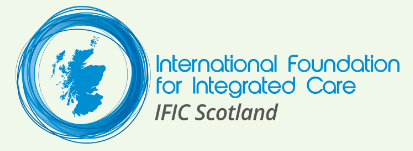 International Foundation
for Integrated Care
IFIC Scotland